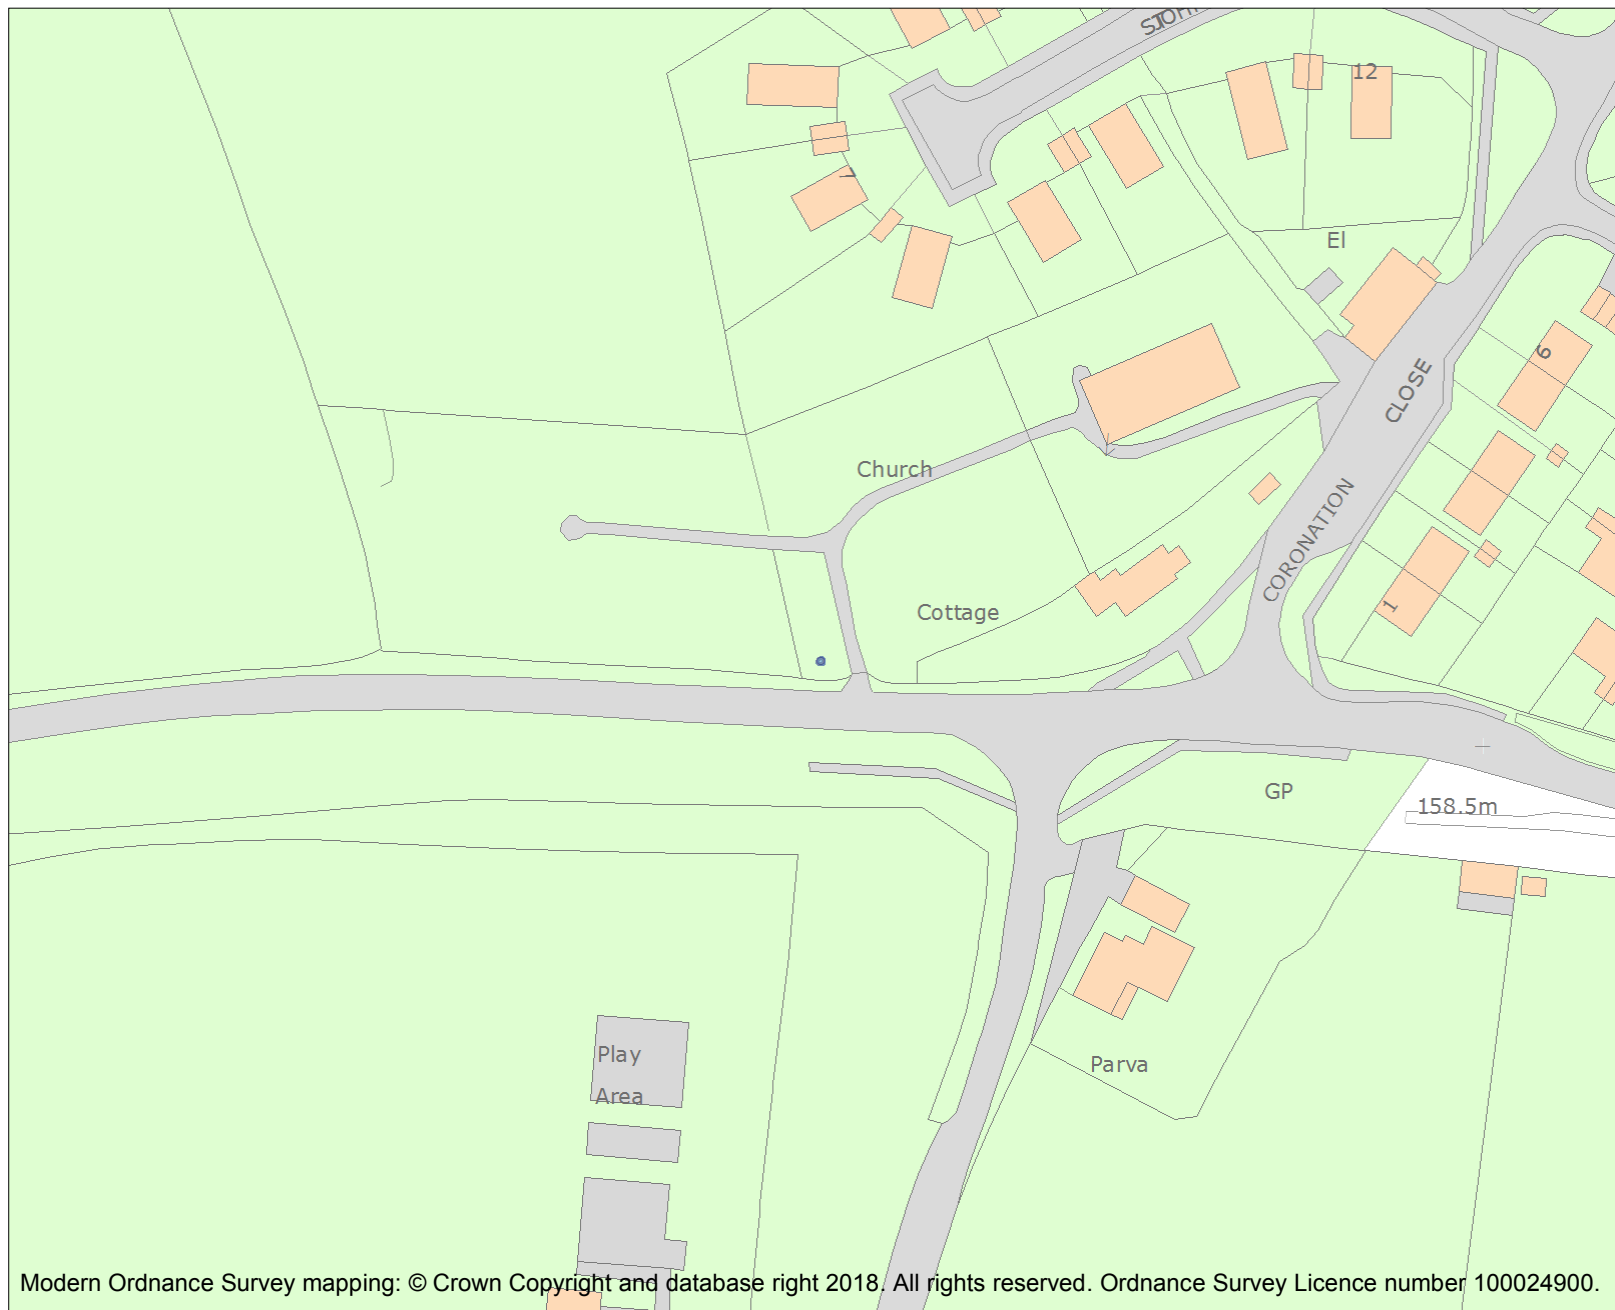 12
7
El
6
CLOSE
Church
CORONATION
Cottage
1
GP
158.5m
Play
Area
Parva
Modern Ordnance Survey mapping: © Crown Copyright and database right 2018. All rights reserved. Ordnance Survey Licence number 100024900.